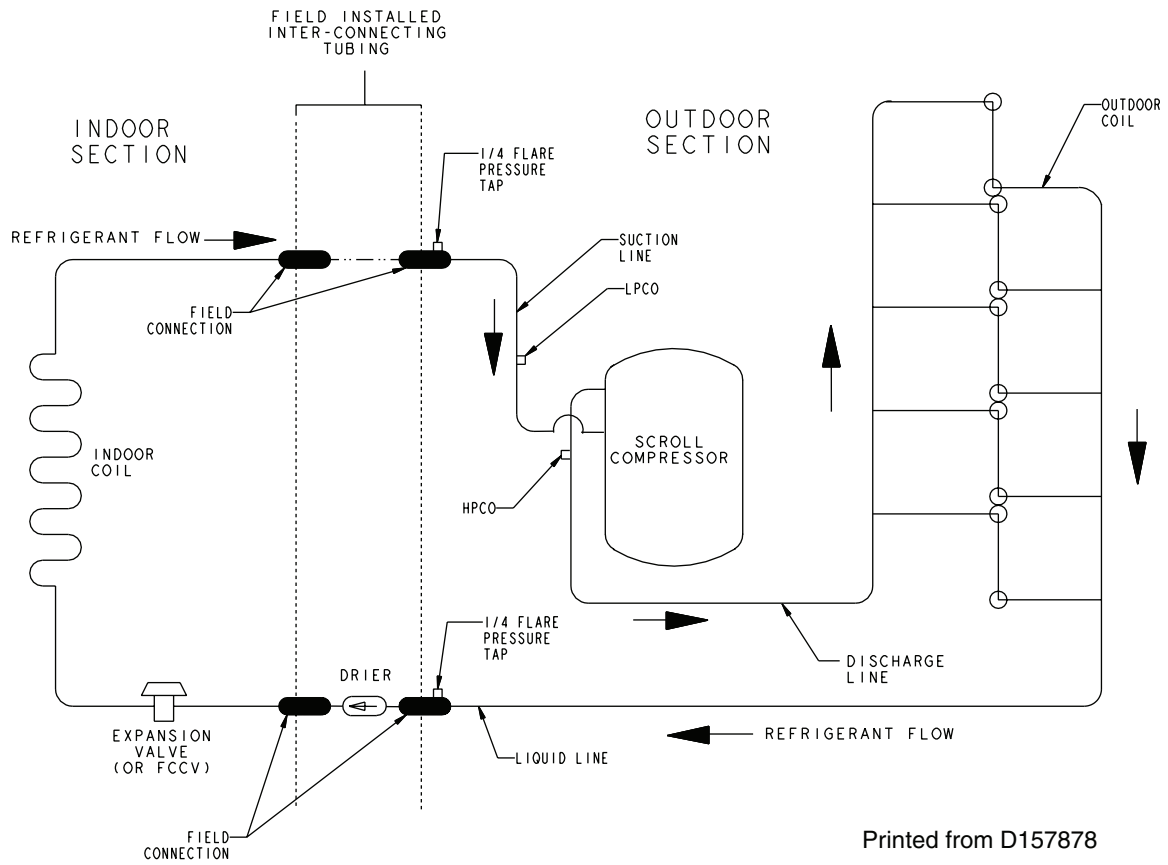 FIELD INSTALLED
INTER-CONNECTING
TUBING
INDOOR
SECTION
OUTDOOR
SECTION
OUTDOOR
COIL
1/4 FLARE
PRESSURE
TAP
REFRIGERANT FLOW
SUCTION
LINE
LPCO
FIELD
CONNECTION
INDOOR
COIL
SCROLL
COMPRESSOR
HPCO
1/4 FLARE
PRESSURE
TAP
DRIER
DISCHARGE
LINE
EXPANSION
VALVE
(OR FCCV)
REFRIGERANT FLOW
LIQUID LINE
FIELD
CONNECTION
Printed from D157878